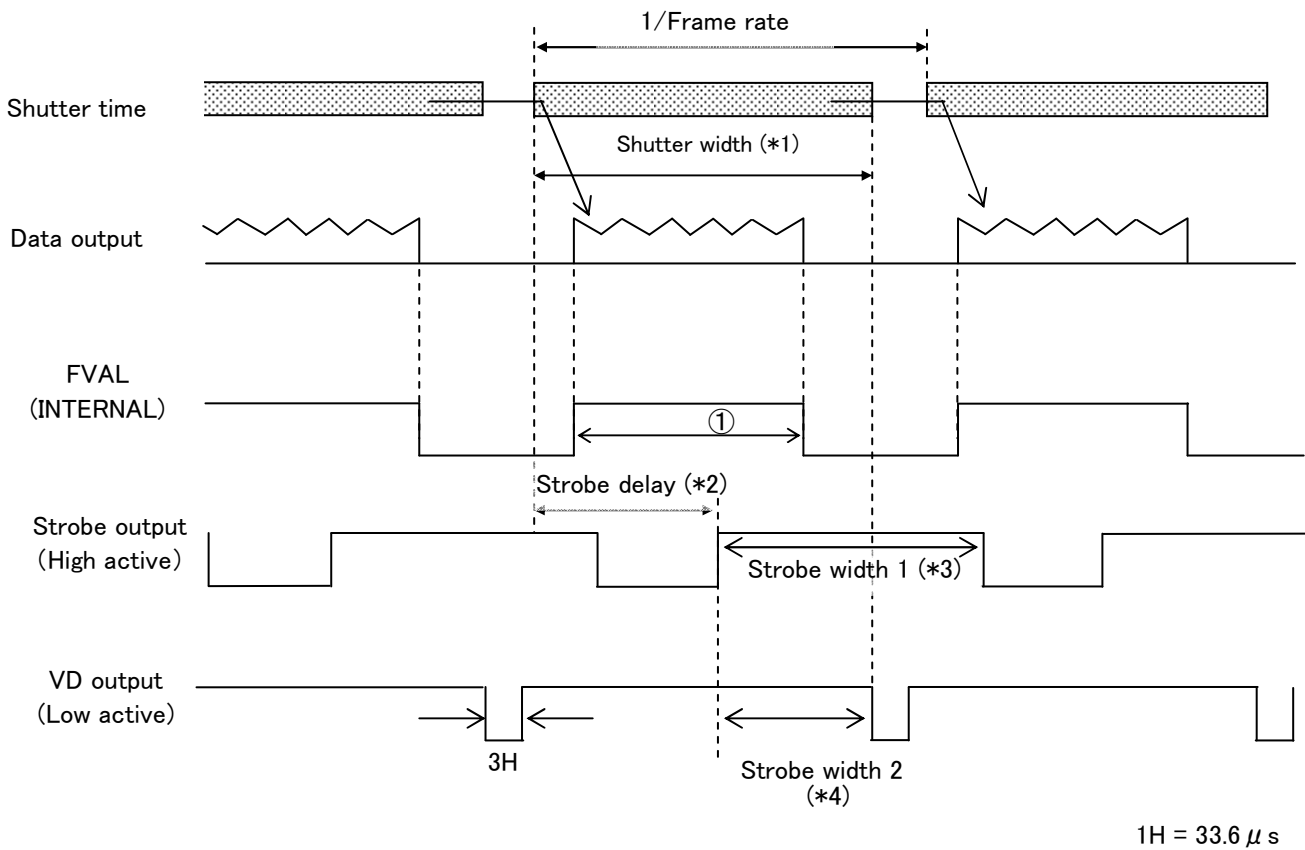 1/Frame rate
Shutter time
Shutter width (*1)
Data output
FVAL
(INTERNAL)
①
Strobe delay (*2)
Strobe output
(High active)
Strobe width 1 (*3)
VD output
(Low active)
3H
Strobe width 2
(*4)
1H = 33.6 μ s